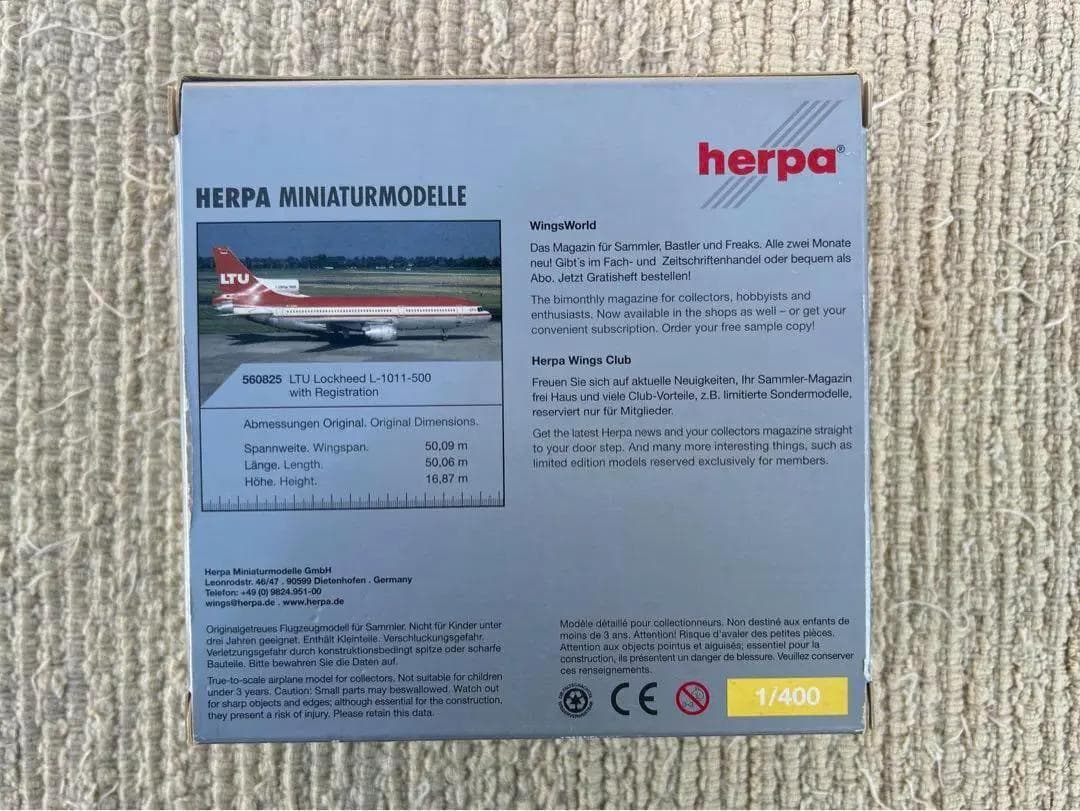 herpa®
HERPA MINIATURMODELLE
LTU
560825 LTU Lockheed L-1011-500
with Registration
Abmessungen Original. Original Dimensions.
Spannweite. Wingspan. 50,09 m
Länge. Length. 50,06 m
Höhe. Height. 16,87 m
WingsWorld
Das Magazin für Sammler, Bastler und Freaks. Alle zwei Monate
neu! Gibt`s im Fach- und Zeitschriftenhandel oder bequem als
Abo. Jetzt Gratisheft bestellen!
The bimonthly magazine for collectors, hobbyists and
enthusiasts. Now available in the shops as well – or get your
convenient subscription. Order your free sample copy!
Herpa Wings Club
Freuen Sie sich auf aktuelle Neuigkeiten, Ihr Sammler-Magazin
frei Haus und viele Club-Vorteile, z.B. limitierte Sondermodelle,
reserviert nur für Mitglieder.
Get the latest Herpa news and your collectors magazine straight
to your door step. And many more interesting things, such as
limited edition models reserved exclusively for members.
Herpa Miniaturmodelle GmbH
Leonrodstr. 46/47 . 90599 Dietenhofen . Germany
Telefon: +49 (0) 9824.951-00
wings@herpa.de . www.herpa.de
Originalgetreues Flugzeugmodell für Sammler. Nicht für Kinder unter
drei Jahren geeignet. Enthält Kleinteile. Verschluckungsgefahr.
Verletzungsgefahr durch konstruktionsbedingt spitze oder scharfe
Bauteile. Bitte bewahren Sie die Daten auf.
True-to-scale airplane model for collectors. Not suitable for children
under 3 years. Caution: Small parts may beswallowed. Watch out
for sharp objects and edges; although essential for the construction,
they present a risk of injury. Please retain this data.
Modèle détaillé pour collectionneurs. Non destiné aux enfants de
moins de 3 ans. Attention! Risque d'avaler des petites pièces.
Attention aux objects pointus et aiguisés; essentiel pour la
construction, ils présentent un danger de blessure. Veuillez conserver
ces renseignements.
CE
0-3
1/400